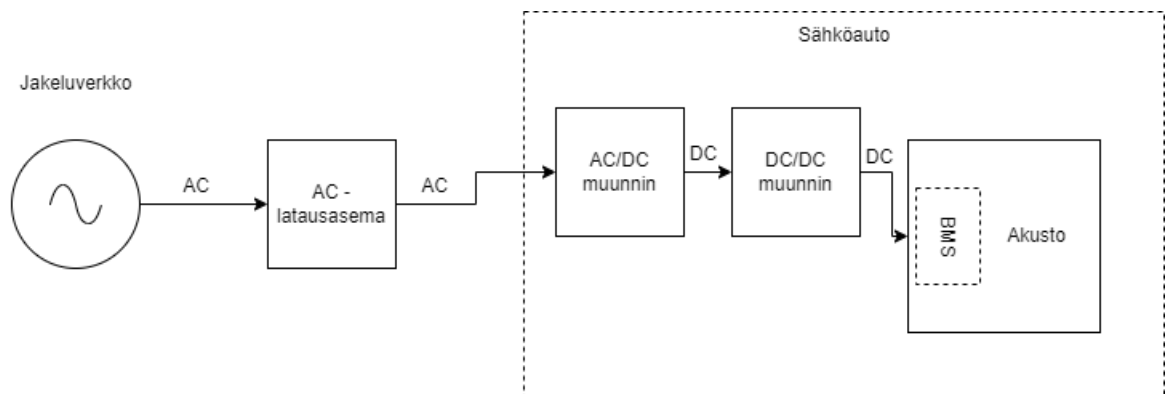 Sähköauto
Jakeluverkko
AC
AC -
latausasema
AC
AC/DC
muunnin
DC
DC/DC
muunnin
DC
BMS
Akusto